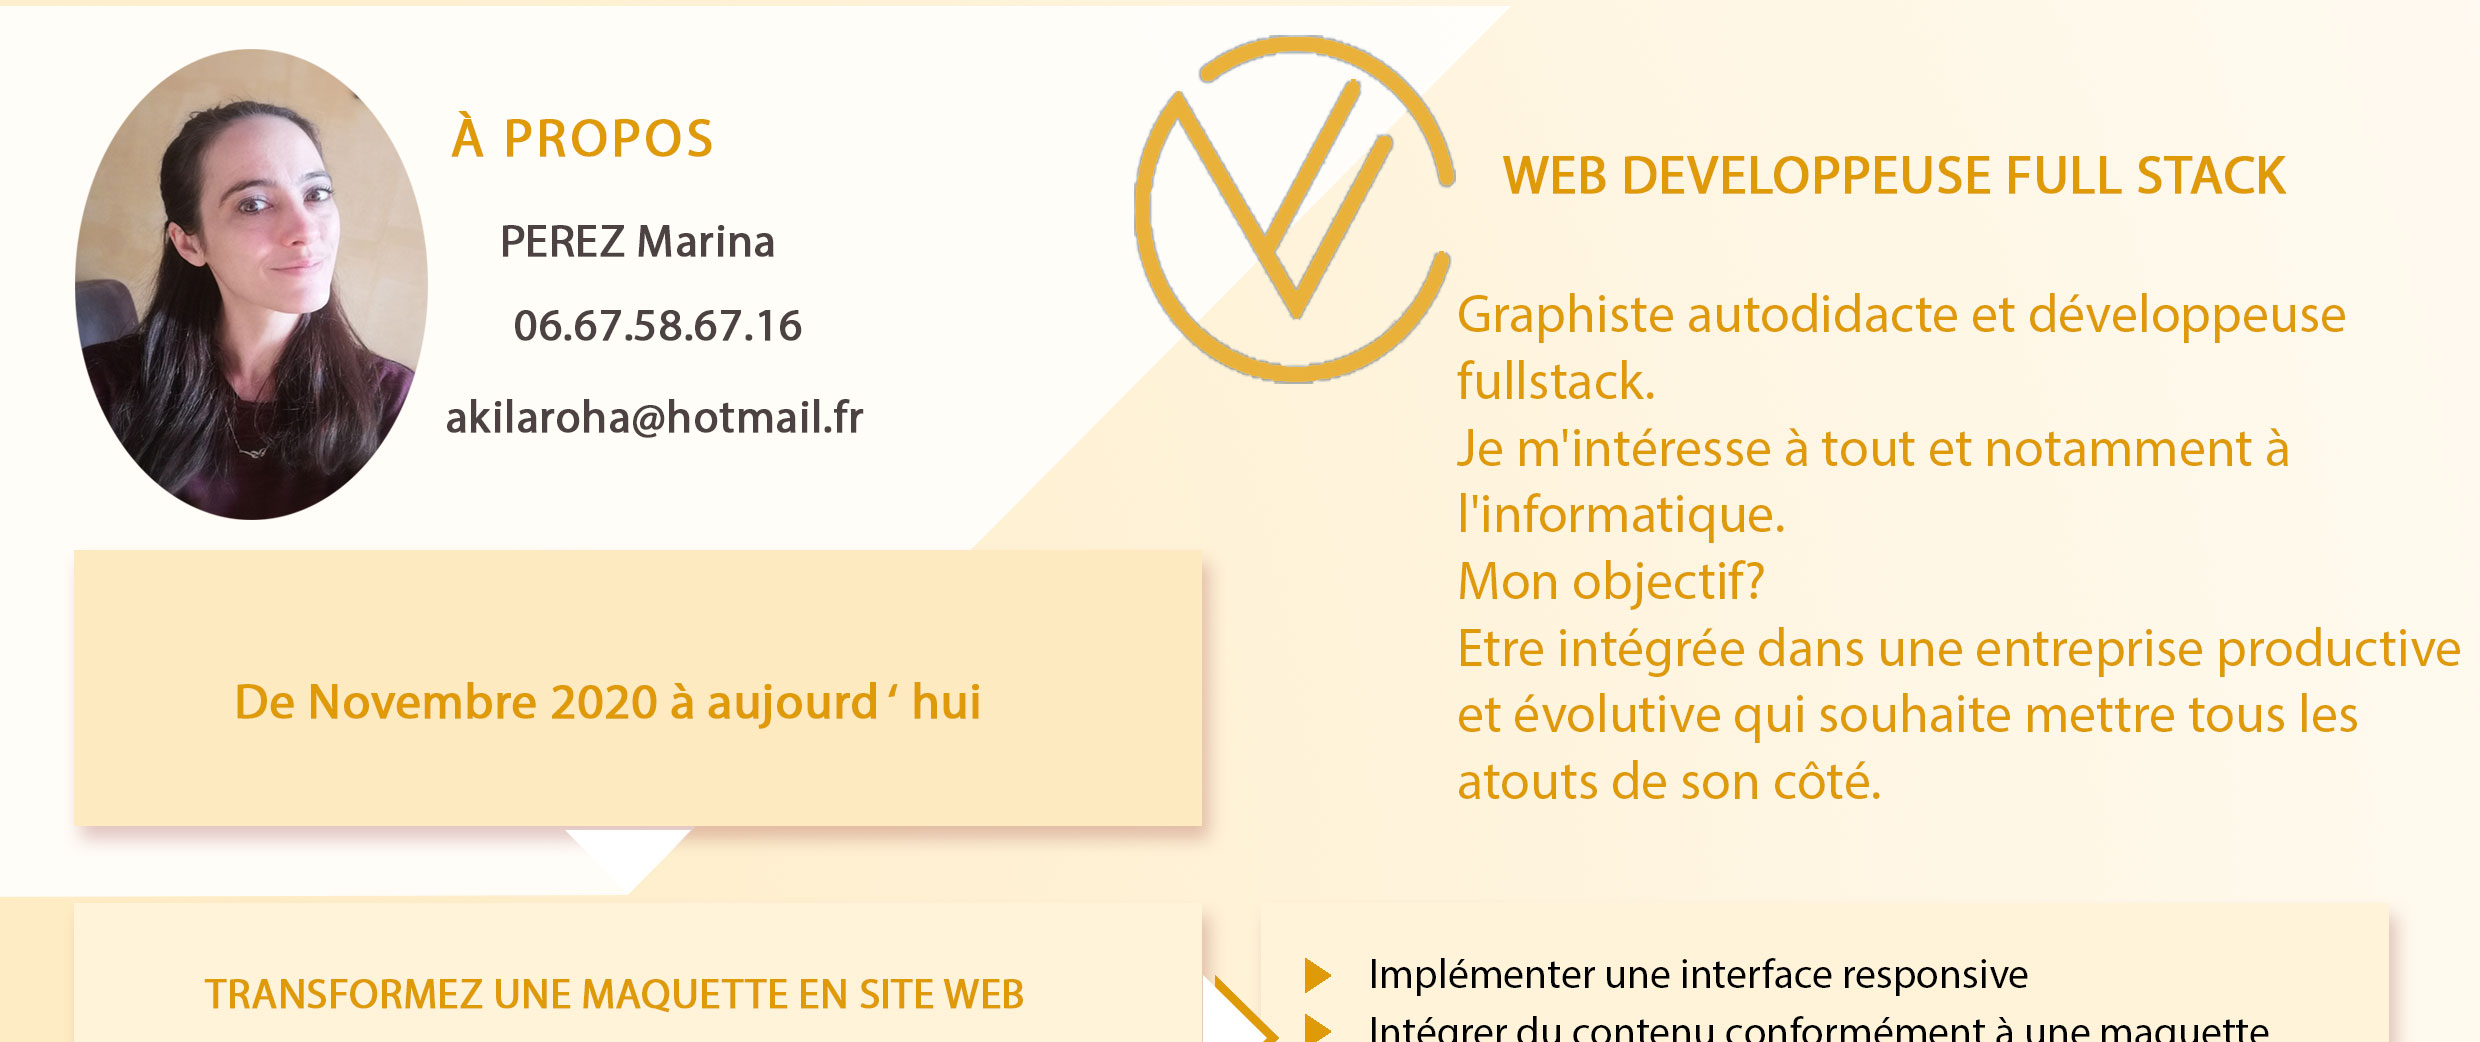 À PROPOS
PEREZ Marina
06.67.58.67.16
akilaroha@hotmail.fr
WEB DEVELOPPEUSE FULL STACK
Graphiste autodidacte et développeuse
fullstack.
Je m'intéresse à tout et notamment à
l'informatique.
Mon objectif?
Etre intégrée dans une entreprise productive
et évolutive qui souhaite mettre tous les
atouts de son côté.
De Novembre 2020 à aujourd ‘ hui
TRANSFORMEZ UNE MAQUETTE EN SITE WEB
Implémenter une interface responsive
Intégrer du contenu conformément à une maquette